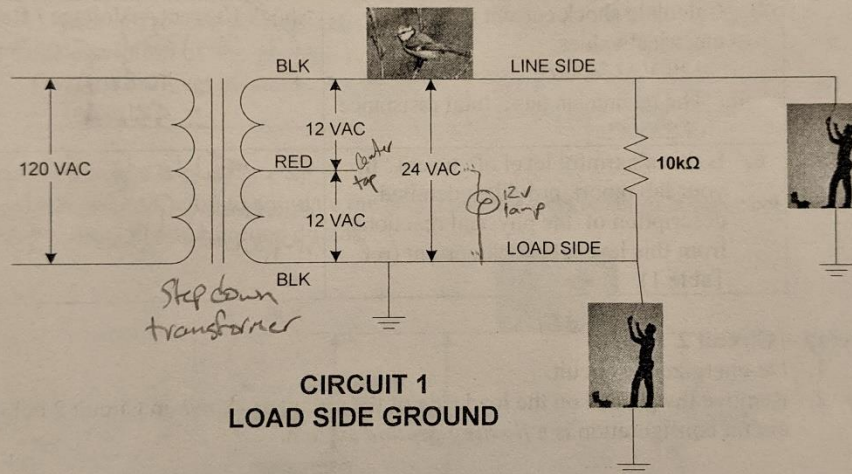 BLK
LINE SIDE
12 VAC
center
tap
120 VAC
RED
24 VAC
10kΩ
12v
lamp
12 VAC
LOAD SIDE
BLK
Step down
transformer
CIRCUIT 1
LOAD SIDE GROUND